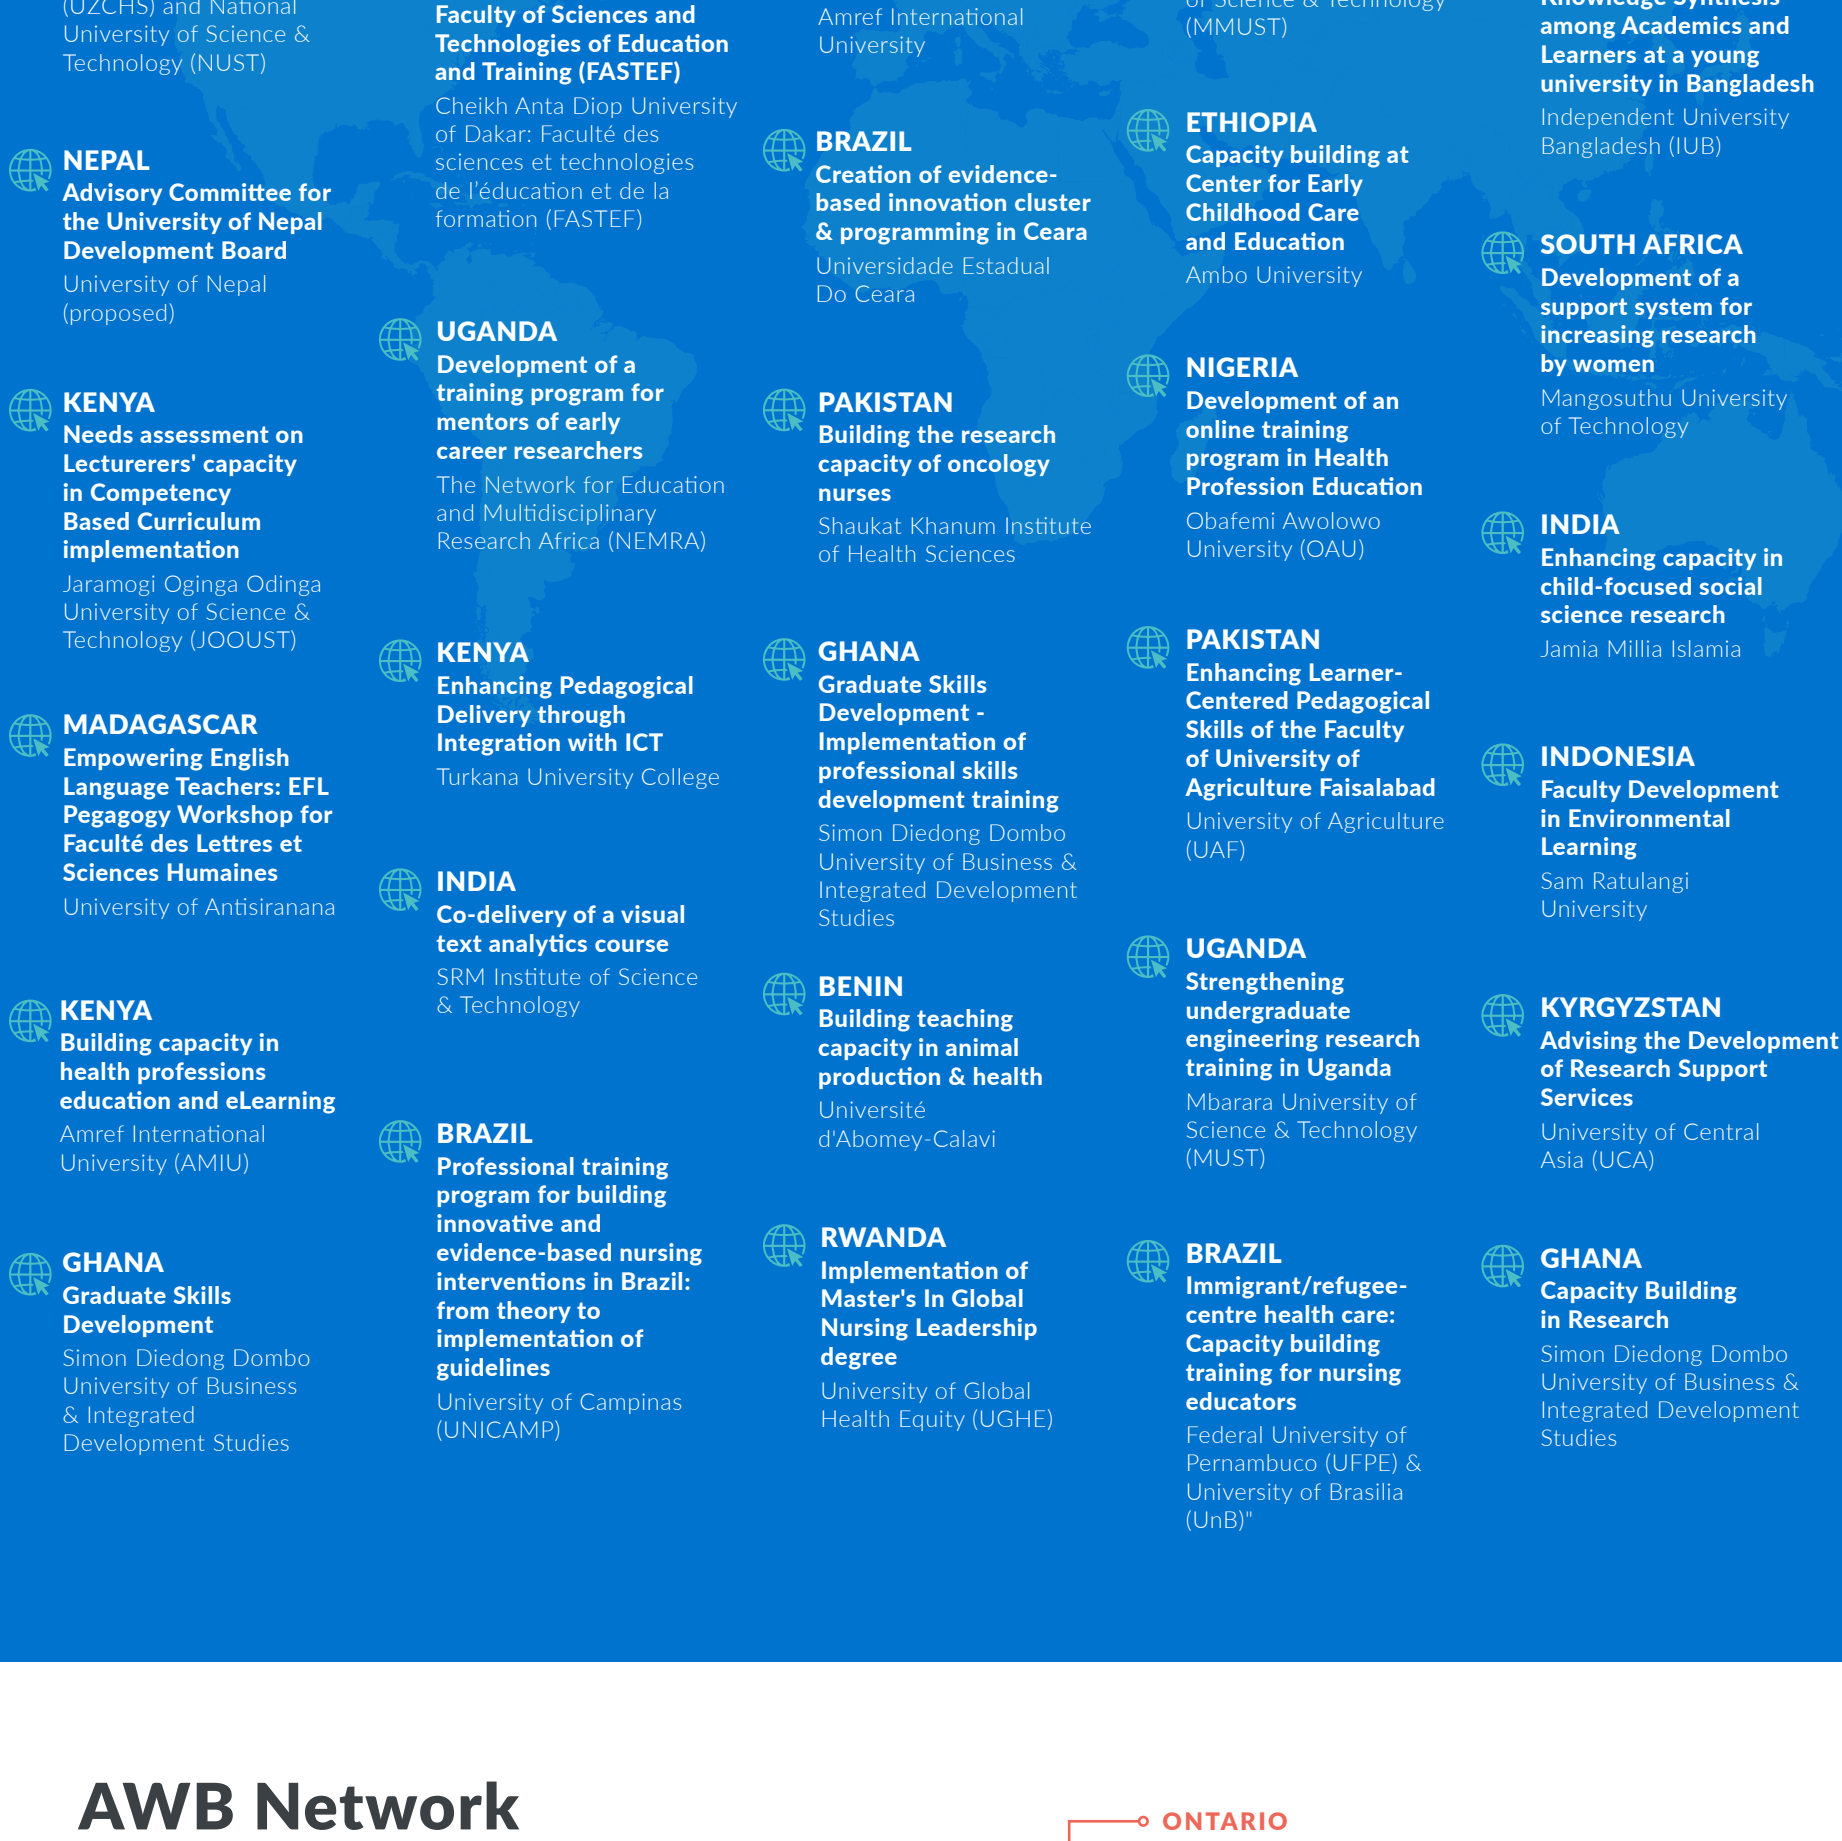 (UZCHS) and National
University of Science &
Technology (NUST)
NEPAL
Advisory Committee for
the University of Nepal
Development Board
University of Nepal
(proposed)
KENYA
Needs assessment on
Lecturerers' capacity
in Competency
Based Curriculum
implementation
Jaramogi Oginga Odinga
University of Science &
Technology (JOOUST)
MADAGASCAR
Empowering English
Language Teachers: EFL
Pegagogy Workshop for
Faculté des Lettres et
Sciences Humaines
University of Antisiranana
KENYA
Building capacity in
health professions
education and eLearning
Amref International
University (AMIU)
GHANA
Graduate Skills
Development
Simon Diedong Dombo
University of Business
& Integrated
Development Studies
Faculty of Sciences and
Technologies of Education
and Training (FASTEF)
Cheikh Anta Diop University
of Dakar: Faculté des
sciences et technologies
de l'éducation et de la
formation (FASTEF)
UGANDA
Development of a
training program for
mentors of early
career researchers
The Network for Education
and Multidisciplinary
Research Africa (NEMRA)
KENYA
Enhancing Pedagogical
Delivery through
Integration with ICT
Turkana University College
INDIA
Co-delivery of a visual
text analytics course
SRM Institute of Science
& Technology
BRAZIL
Professional training
program for building
innovative and
evidence-based nursing
interventions in Brazil:
from theory to
implementation of
guidelines
University of Campinas
(UNICAMP)
Amref International
University
BRAZIL
Creation of evidence-
based innovation cluster
& programming in Ceara
Universidade Estadual
Do Ceara
PAKISTAN
Building the research
capacity of oncology
nurses
Shaukat Khanum Institute
of Health Sciences
GHANA
Graduate Skills
Development -
Implementation of
professional skills
development training
Simon Diedong Dombo
University of Business &
Integrated Development
Studies
BENIN
Building teaching
capacity in animal
production & health
Université
d'Abomey-Calavi
RWANDA
Implementation of
Master's In Global
Nursing Leadership
degree
University of Global
Health Equity (UGHE)
of Science & Technology
(MMUST)
ETHIOPIA
Capacity building at
Center for Early
Childhood Care
and Education
Ambo University
NIGERIA
Development of an
online training
program in Health
Profession Education
Obafemi Awolowo
University (OAU)
PAKISTAN
Enhancing Learner-
Centered Pedagogical
Skills of the Faculty
of University of
Agriculture Faisalabad
University of Agriculture
(UAF)
UGANDA
Strengthening
undergraduate
engineering research
training in Uganda
Mbarara University of
Science & Technology
(MUST)
BRAZIL
Immigrant/refugee-
centre health care:
Capacity building
training for nursing
educators
Federal University of
Pernambuco (UFPE) &
University of Brasilia
(UnB)"
Knowledge Synthesis
among Academics and
Learners at a young
university in Bangladesh
Independent University
Bangladesh (IUB)
SOUTH AFRICA
Development of a
support system for
increasing research
by women
Mangosuthu University
of Technology
INDIA
Enhancing capacity in
child-focused social
science research
Jamia Millia Islamia
INDONESIA
Faculty Development
in Environmental
Learning
Sam Ratulangi
University
KYRGYZSTAN
Advising the Development
of Research Support
Services
University of Central
Asia (UCA)
GHANA
Capacity Building
in Research
Simon Diedong Dombo
University of Business &
Integrated Development
Studies
AWB Network
ONTARIO